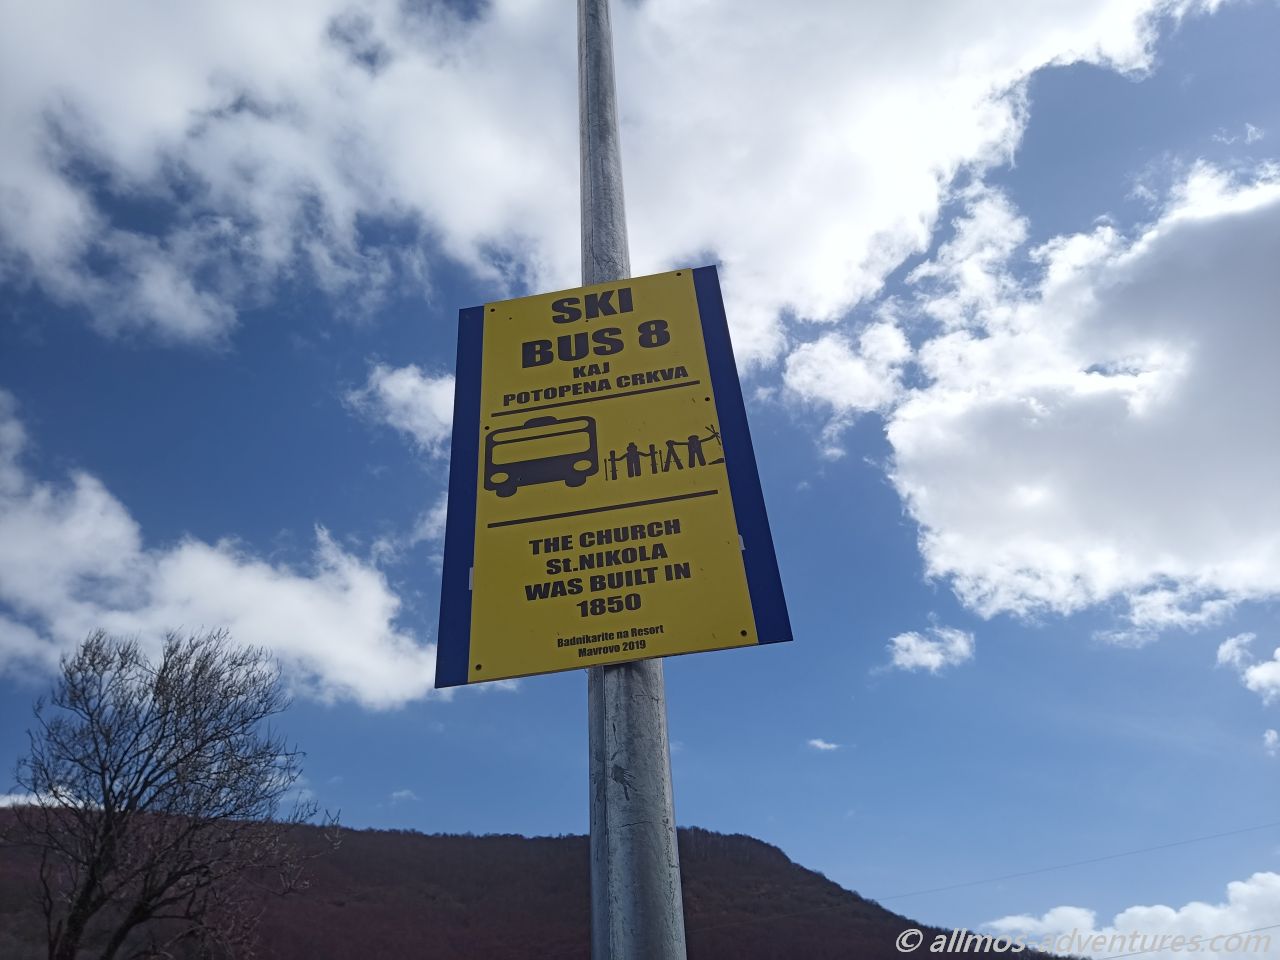 SKI
BUS 8
KAJ
POTOPENA CRKVA
THE CHURCH
St.NIKOLA
WAS BUILT IN
1850
Badnikarite na Resort
Mavrovo 2019
© allmos-adventures.com